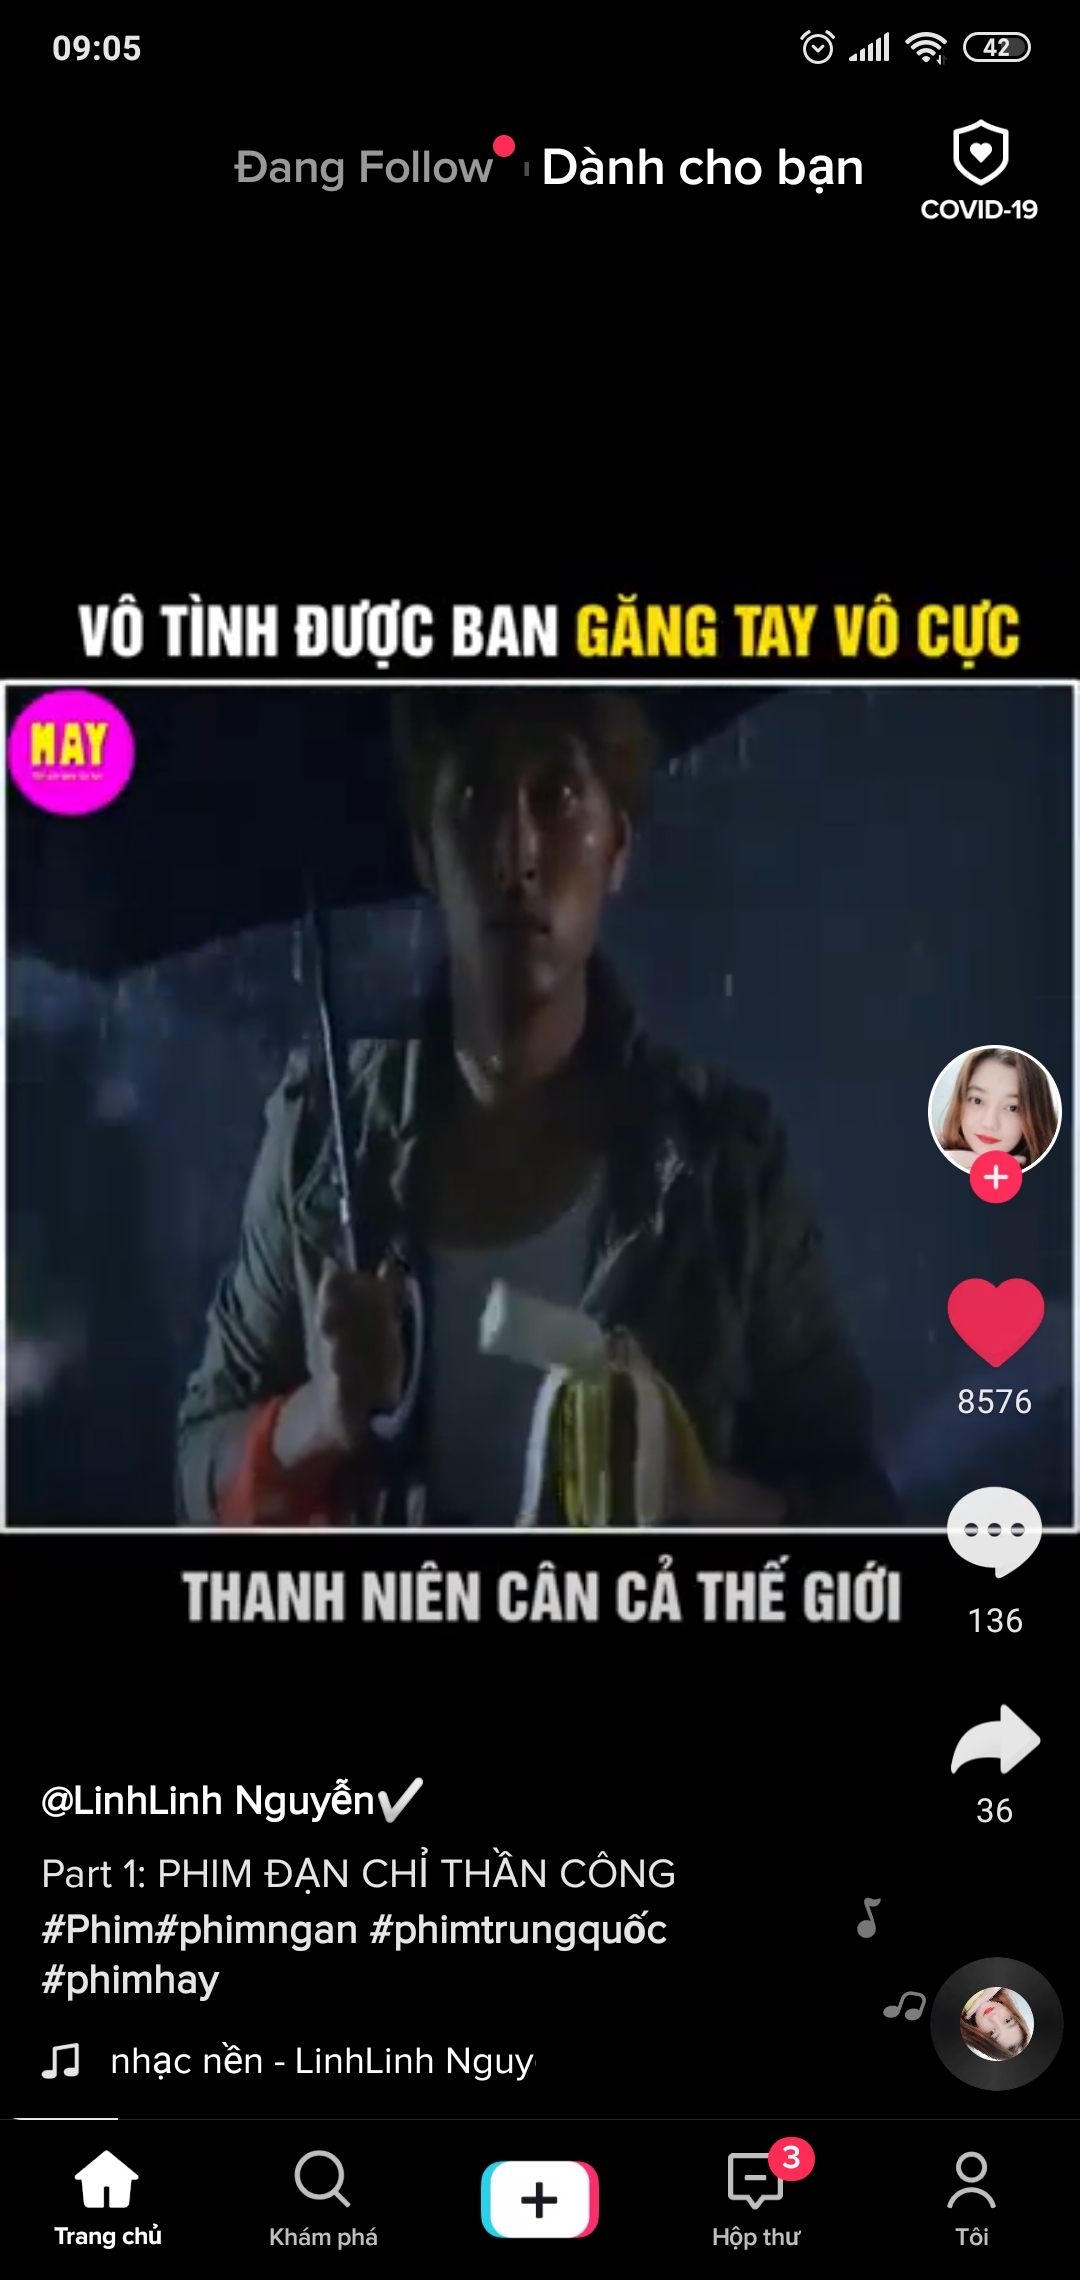 09:05
42
Đang Follow
Dành cho bạn
COVID-19
VÔ TÌNH ĐƯỢC BAN GĂNG TAY VÔ CỰC
HAY
8576
136
THANH NIÊN CÂN CẢ THẾ GIỚI
36
@LinhLinh Nguyễn
Part 1: PHIM ĐẠN CHỈ THẦN CÔNG
#Phim#phimngan #phimtrungquốc
#phimhay
nhạc nền - LinhLinh Nguy
3
Trang chủ
Khám phá
Hộp thư
Tôi